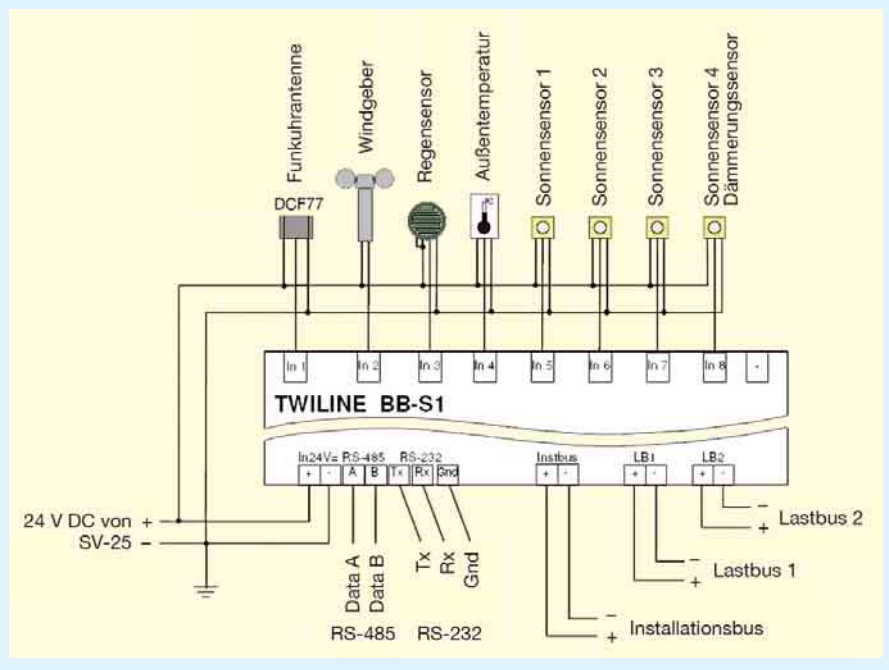 Funkuhrantenne
Windgeber
Regensensor
Außentemperatur
Sonnensensor 1
Sonnensensor 2
Sonnensensor 3
Sonnensensor 4
Dämmerungssensor
DCF77
°C
In 1
In 2
In 3
In 4
In 5
In 6
In 7
In 8
-
TWILINE BB-S1
In24V= RS-485 RS-232
Instbus
LB1
LB2
+ - A B Tx Rx Gnd
+ -
+ -
+ -
24 V DC von +
SV-25 -
Data A
Data B
Tx
Rx
Gnd
RS-485 RS-232
-
+ Lastbus 2
-
+ Lastbus 1
-
+ Installationsbus